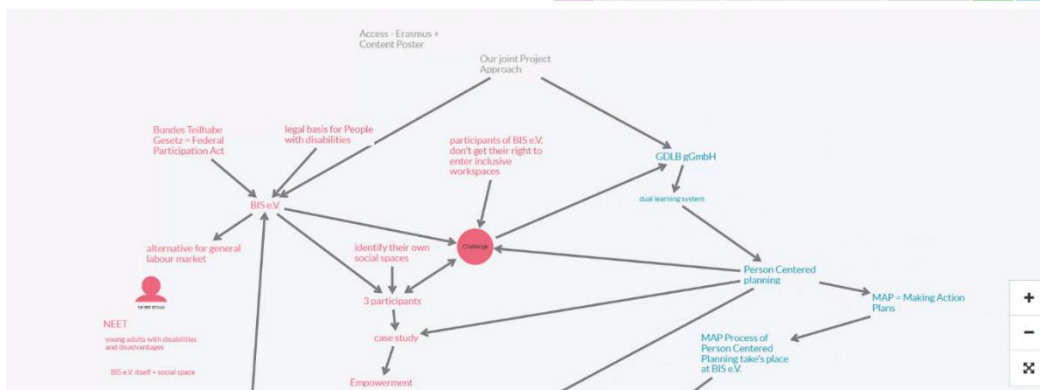 Access - Erasmus +
Content Poster
Our joint Project
Approach
Bundes Teilhabe
Gesetz = Federal
Participation Act
legal basis for People
with disabilities
participants of BIS e.V.
don't get their right to
enter inclusive
workspaces
GDLB gGmbH
dual learning system
BIS e.V.
alternative for general
labour market
identify their own
social spaces
Challenge
3 participants
Person Centered
planning
MAP = Making Action
Plans
target group
NEET
young adults with disabilities
and disadvantages
BIS e.V. itself = social space
case study
MAP Process of
Person Centered
Planning take's place
at BIS e.V.
Empowerment
+
−